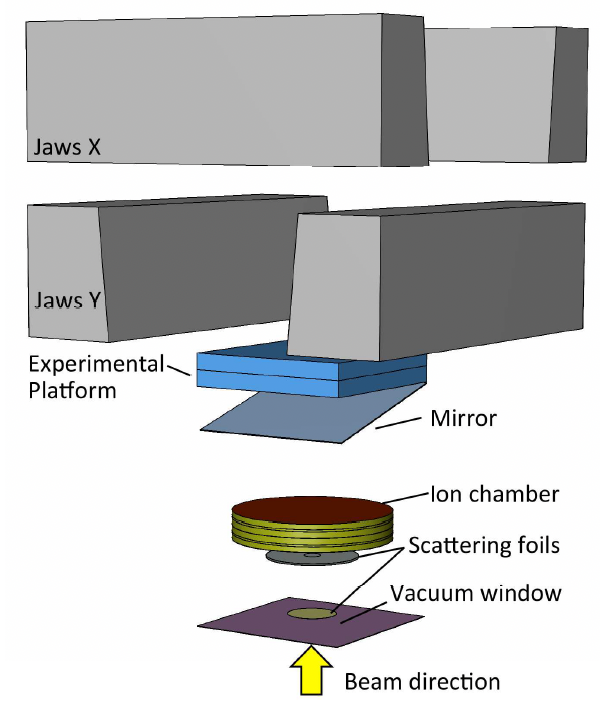 Jaws X
Jaws Y
Experimental
Platform
Mirror
Ion chamber
Scattering foils
Vacuum window
Beam direction